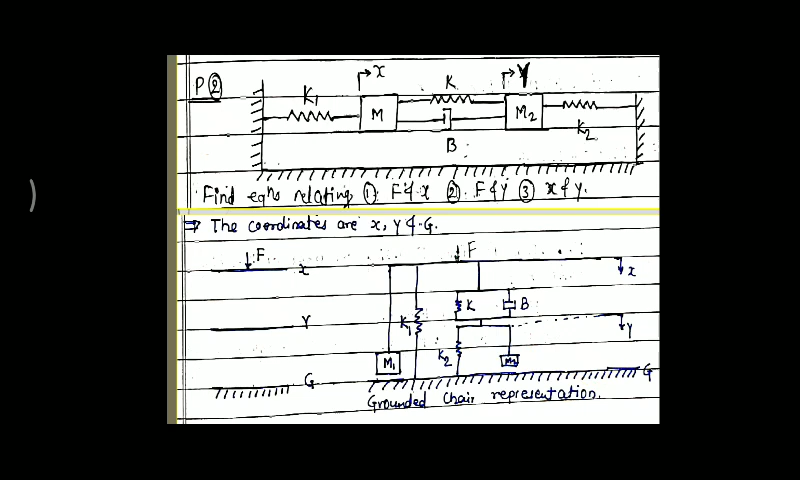 P②
x
Y
K₁
K
M
M₂
B
K₂
Find eqⁿs relating ① F & x ② F & Y ③ x & y.
⇒ The coordinates are x, Y & G.
F
x
F
x
K
B
K₁
Y
Y
K₂
M₁
M₂
G
G
Grounded Chair representation.